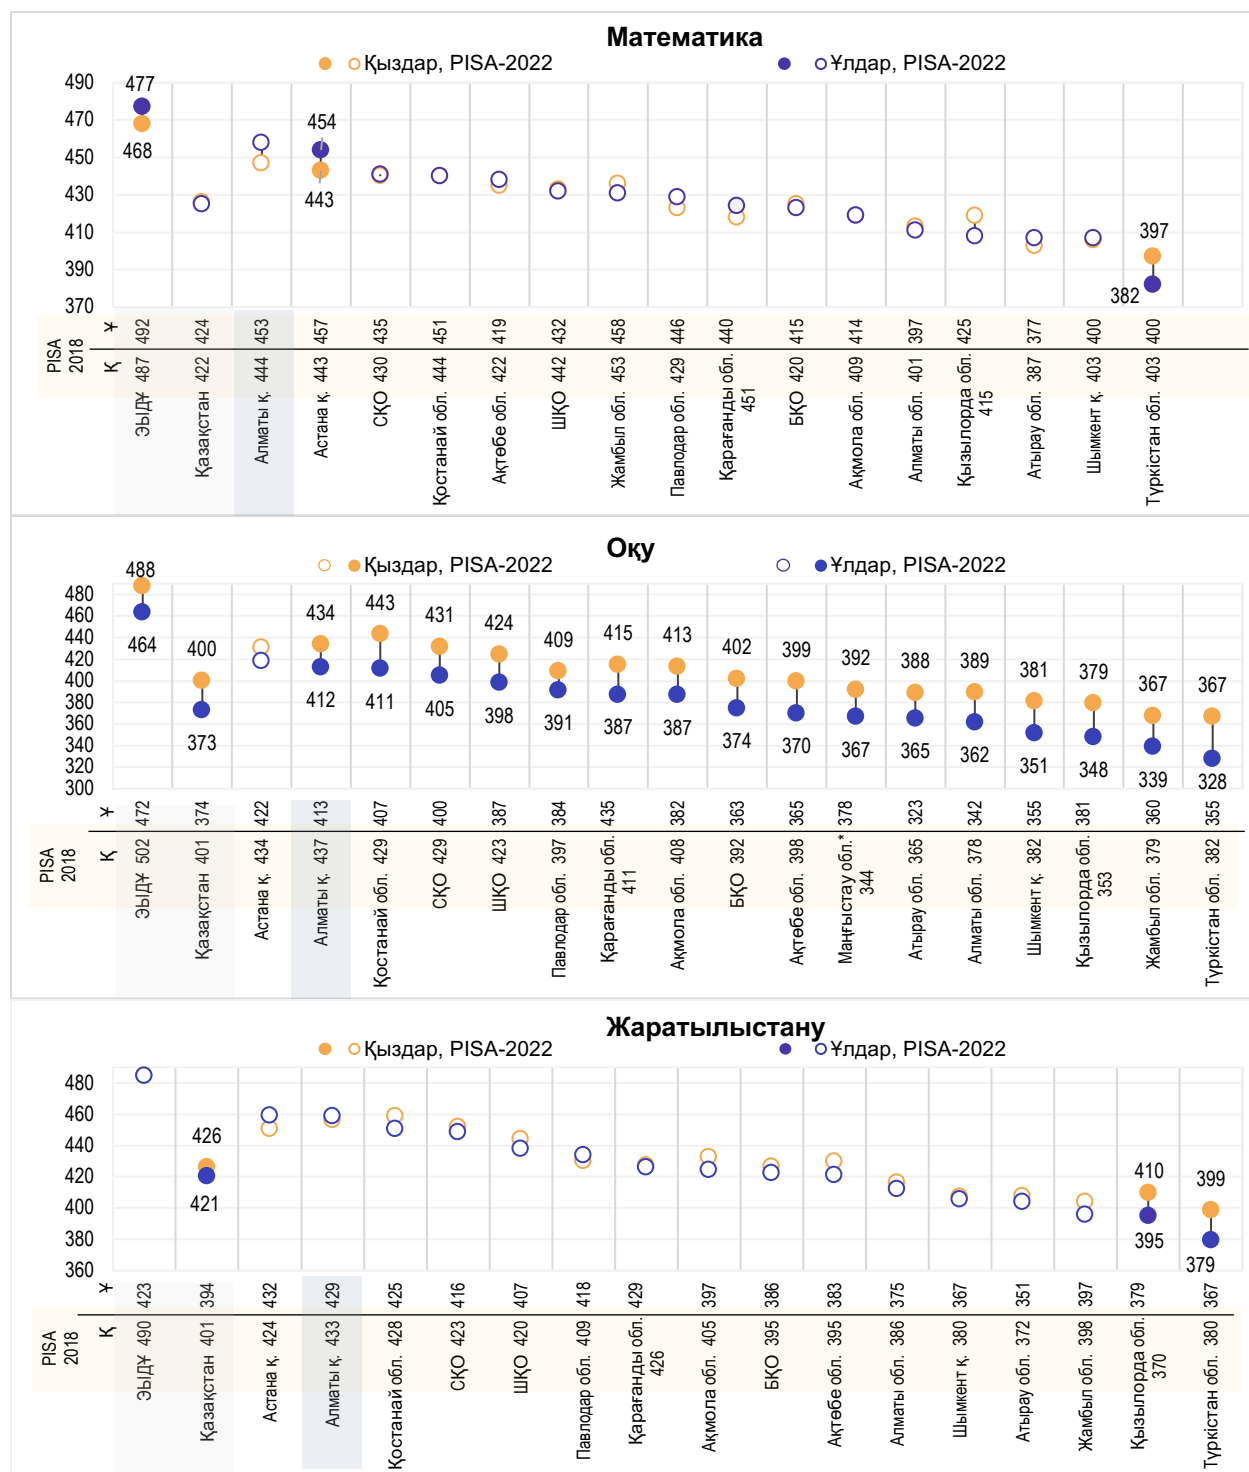 Математика
Қыздар, PISA-2022
Ұлдар, PISA-2022
490
470
450
430
410
390
370
477
468
454
443
397
382
PISA 2018
Ұ 492 424 453 457 435 451 419 432 458 446 440 415 414 397 425 377 400 400
Қ 487 422 444 443 430 444 422 442 453 429 451 420 409 401 415 387 403 403
ЭЫДҰ
Қазақстан
Алматы қ.
Астана қ.
СҚО
Қостанай обл.
Ақтөбе обл.
ШҚО
Жамбыл обл.
Павлодар обл.
Қарағанды обл.
БҚО
Ақмола обл.
Алматы обл.
Қызылорда обл.
Атырау обл.
Шымкент қ.
Түркістан обл.
Оқу
Қыздар, PISA-2022
Ұлдар, PISA-2022
480
460
440
420
400
380
360
340
320
300
488 400 434 443 431 424 409 415 413 402 399 392 388 389 381 379 367 367
464 373 412 411 405 398 391 387 387 374 370 367 365 362 351 348 339 328
PISA 2018
Ұ 472 374 422 413 407 400 387 384 435 382 363 365 378 323 342 355 381 360 355
Қ 502 401 434 437 429 429 423 397 411 408 392 398 344 365 378 382 353 379 382
ЭЫДҰ
Қазақстан
Астана қ.
Алматы қ.
Қостанай обл.
СҚО
ШҚО
Павлодар обл.
Қарағанды обл.
Ақмола обл.
БҚО
Ақтөбе обл.
Маңғыстау обл.*
Атырау обл.
Алматы обл.
Шымкент қ.
Қызылорда обл.
Жамбыл обл.
Түркістан обл.
Жаратылыстану
Қыздар, PISA-2022
Ұлдар, PISA-2022
480
460
440
420
400
380
360
426
421
410
395
399
379
PISA 2018
Ұ 423 394 432 429 425 416 407 418 429 397 386 383 375 367 351 397 379 367
Қ 490 401 424 433 428 423 420 409 426 405 395 395 386 380 372 398 370 380
ЭЫДҰ
Қазақстан
Астана қ.
Алматы қ.
Қостанай обл.
СҚО
ШҚО
Павлодар обл.
Қарағанды обл.
Ақмола обл.
БҚО
Ақтөбе обл.
Алматы обл.
Шымкент қ.
Атырау обл.
Жамбыл обл.
Қызылорда обл.
Түркістан обл.